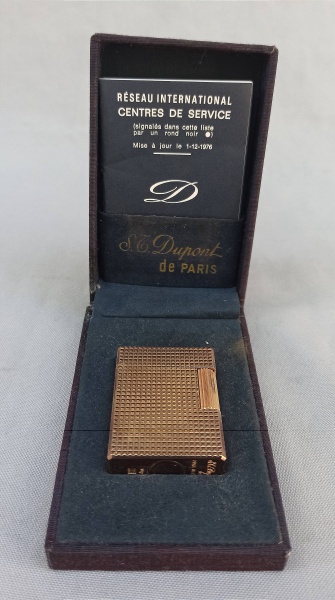 RÉSEAU INTERNATIONAL
CENTRES DE SERVICE
(signalés dans cette liste
par un rond noir ●)
Mise à jour le 1-12-1976
D
S.T. Dupont
de PARIS